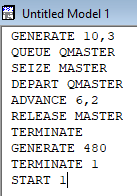 Untitled Model 1
GENERATE 10,3
QUEUE QMASTER
SEIZE MASTER
DEPART QMASTER
ADVANCE 6,2
RELEASE MASTER
TERMINATE
GENERATE 480
TERMINATE 1
START 1